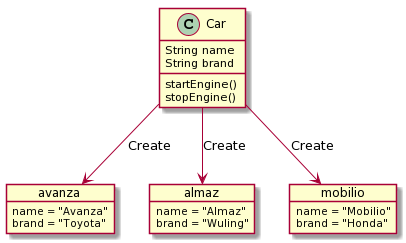 C Car
String name
String brand
startEngine()
stopEngine()
Create Create Create
avanza almaz mobilio
name = "Avanza" name = "Almaz" name = "Mobilio"
brand = "Toyota" brand = "Wuling" brand = "Honda"